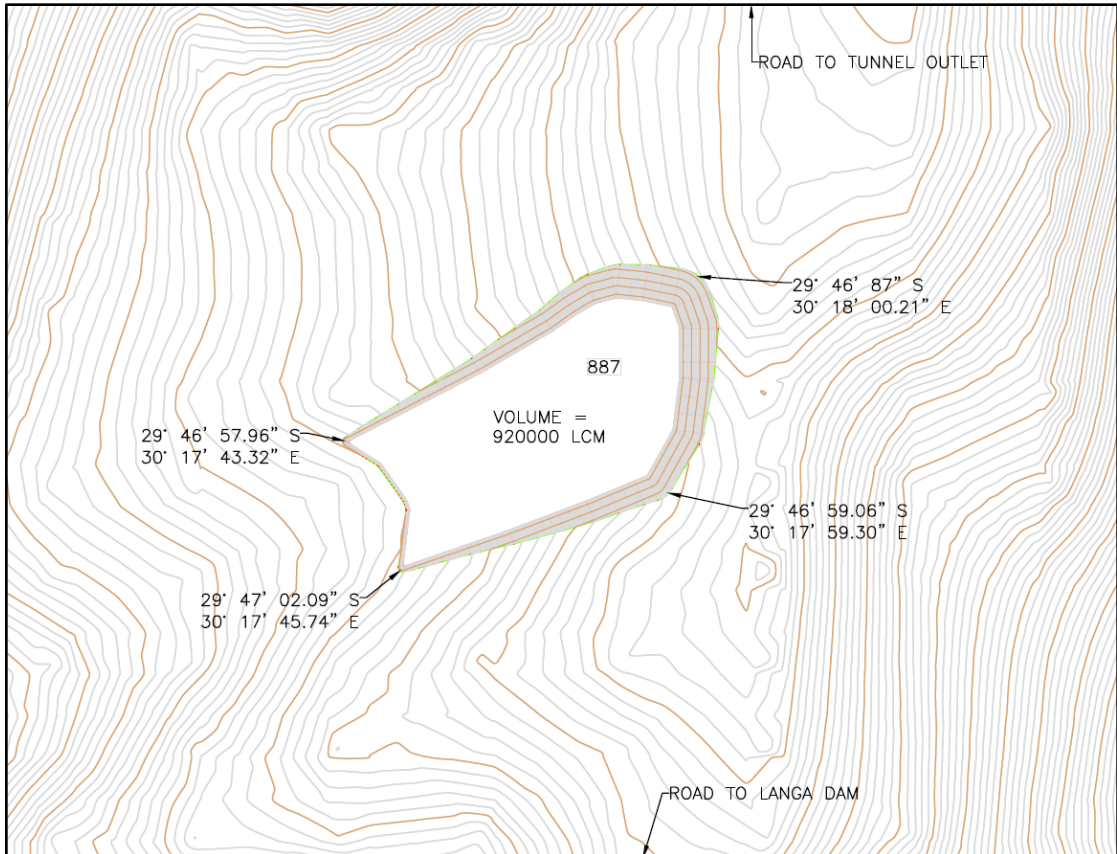 ROAD TO TUNNEL OUTLET
29° 46' 87" S
30° 18' 00.21" E
887
VOLUME =
920000 LCM
29° 46' 57.96" S
30° 17' 43.32" E
29° 46' 59.06" S
30° 17' 59.30" E
29° 47' 02.09" S
30° 17' 45.74" E
ROAD TO LANGA DAM